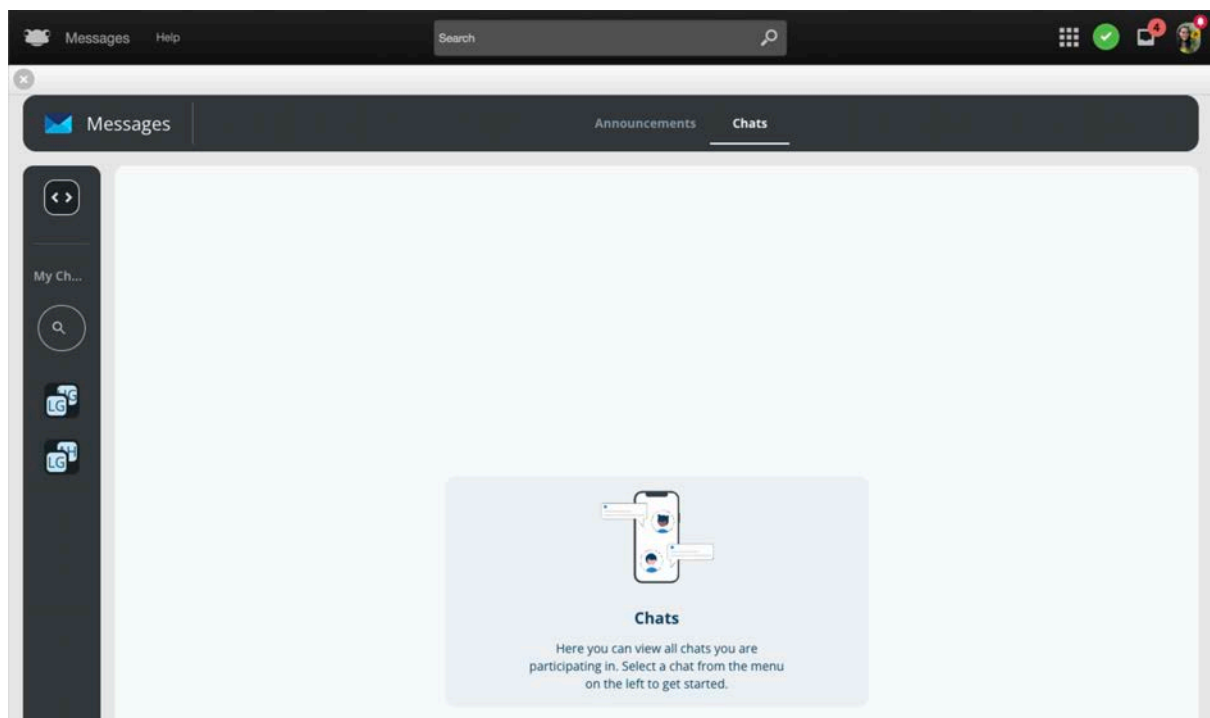 Messages Help Search 4
Messages Announcements Chats
My Ch...
LG
LG
Chats
Here you can view all chats you are
participating in. Select a chat from the menu
on the left to get started.